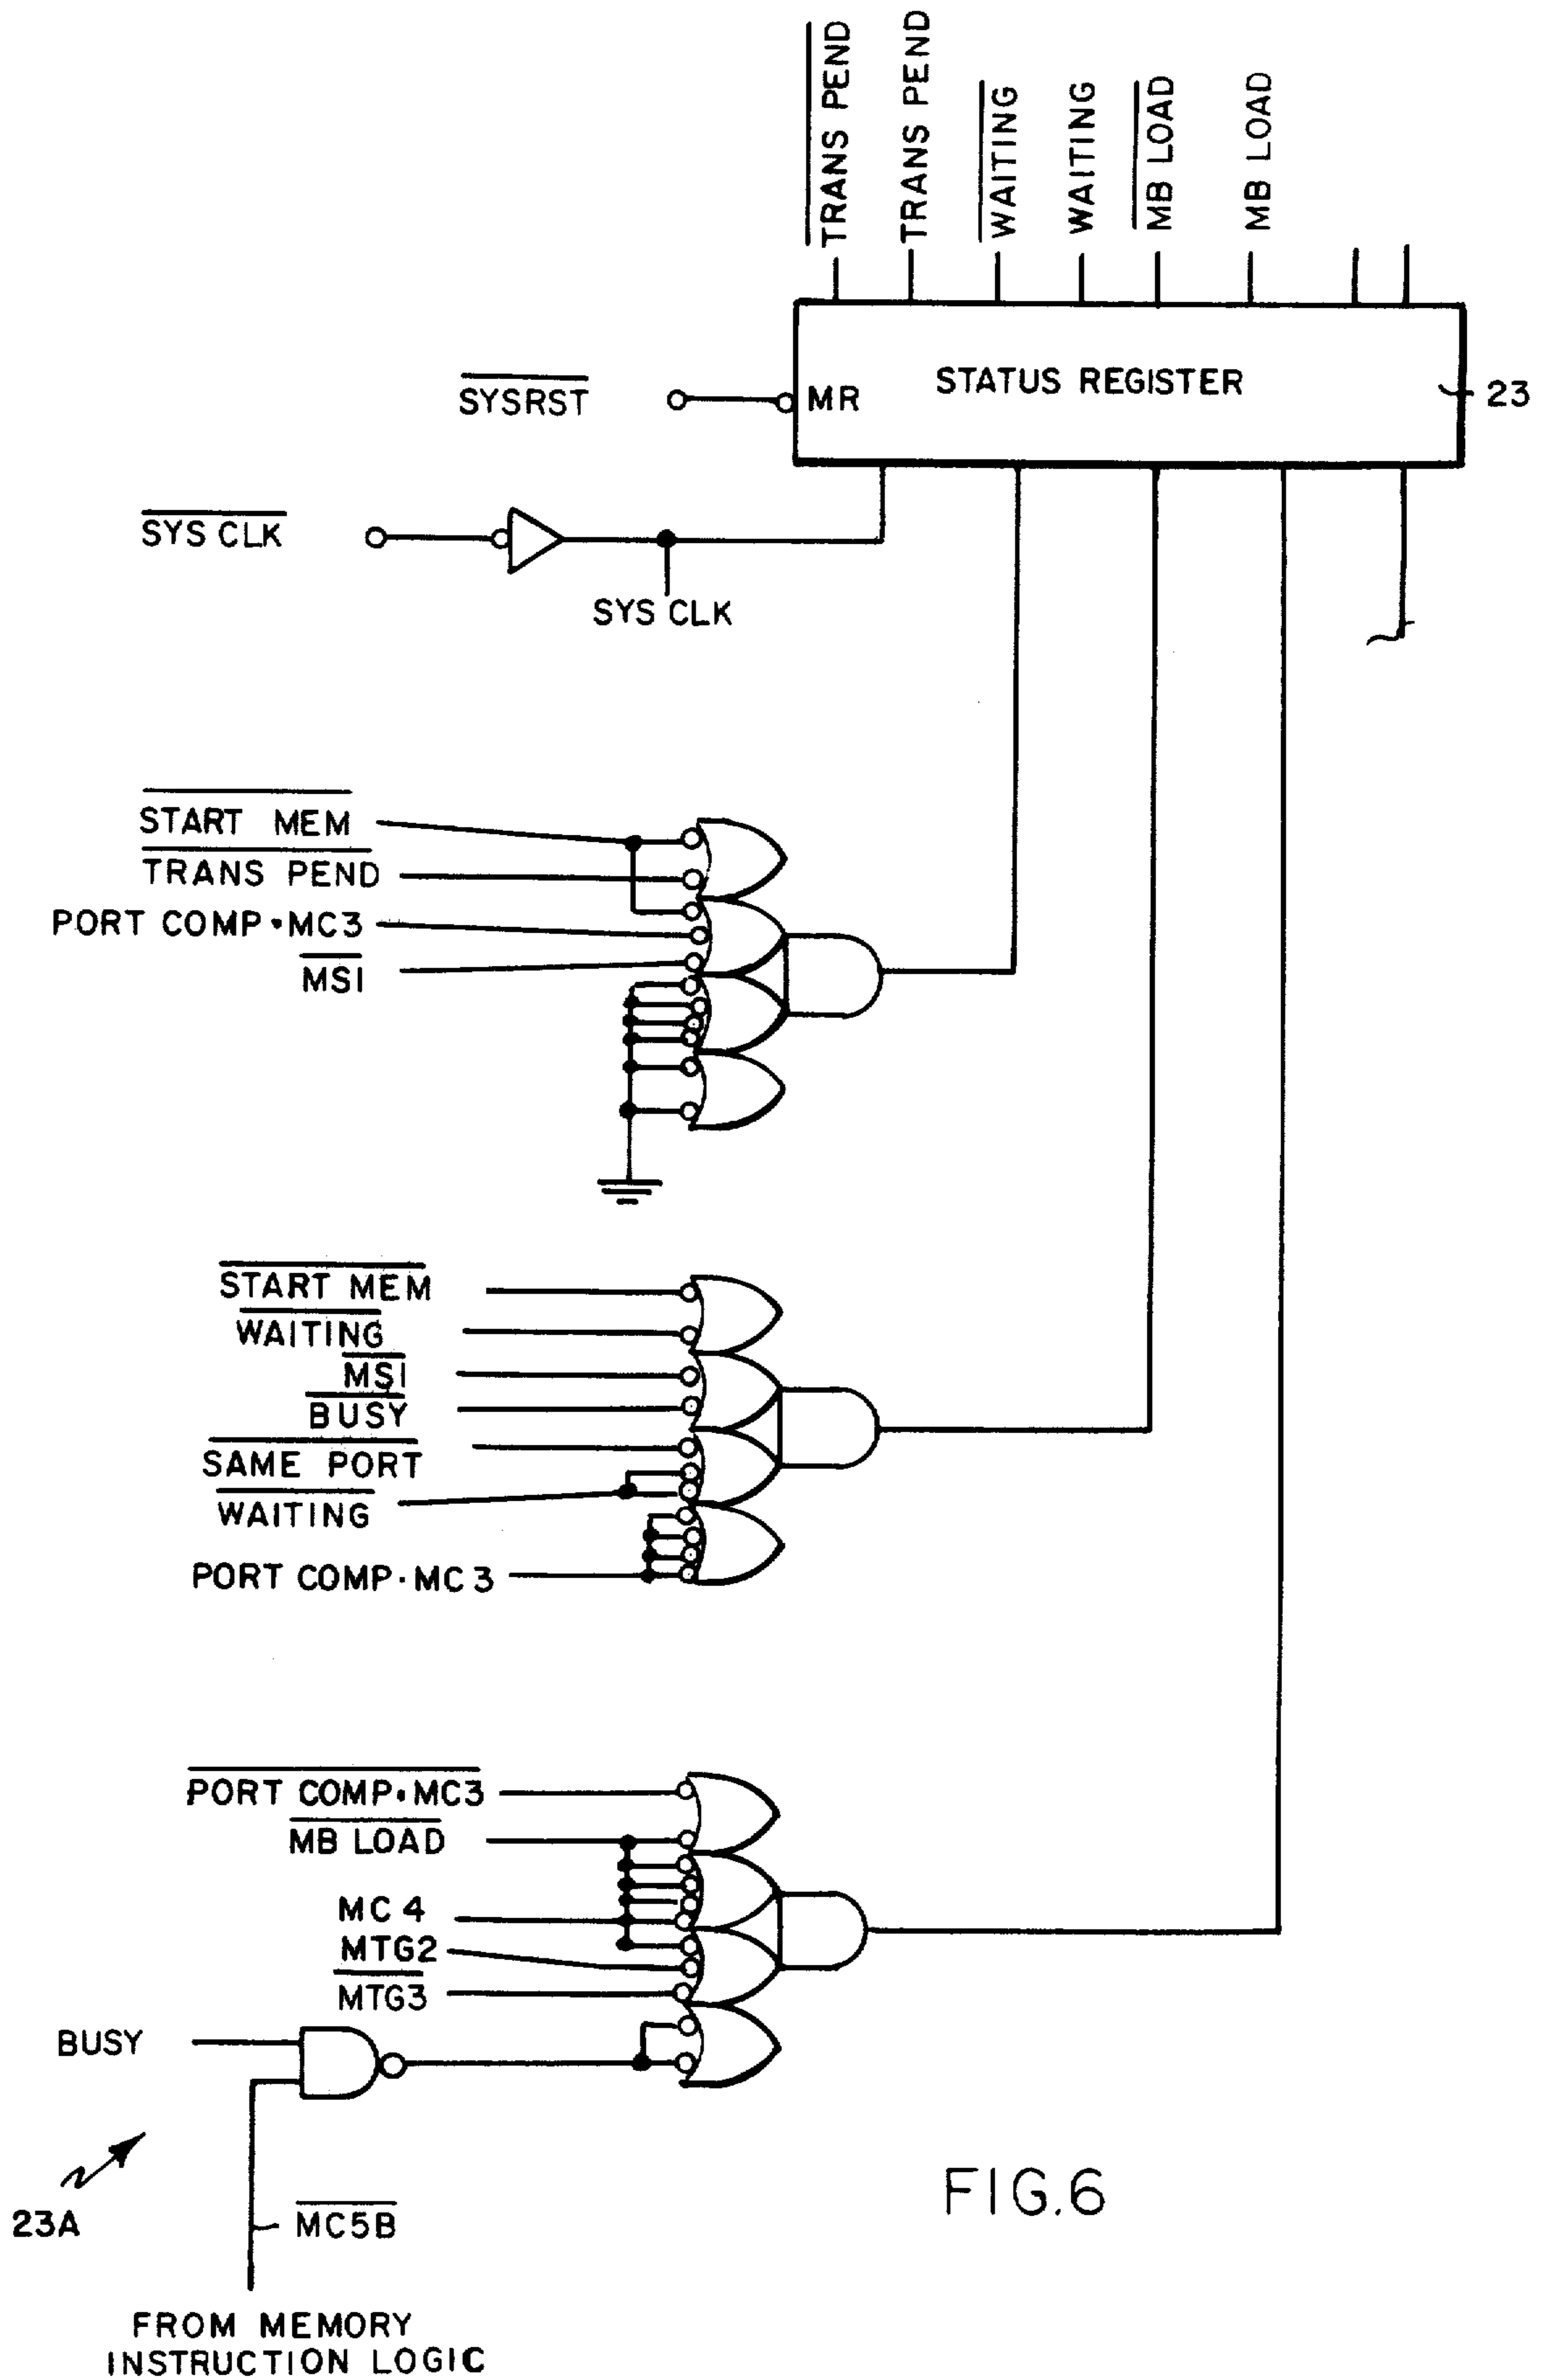 TRANS PEND
TRANS PEND
WAITING
WAITING
MB LOAD
MB LOAD
SYSRST
MR
STATUS REGISTER
23
SYS CLK
SYS CLK
START MEM
TRANS PEND
PORT COMP·MC3
MSI
START MEM
WAITING
MSI
BUSY
SAME PORT
WAITING
PORT COMP·MC3
PORT COMP·MC3
MB LOAD
MC4
MTG2
MTG3
BUSY
23A
MC5B
FROM MEMORY
INSTRUCTION LOGIC
FIG.6